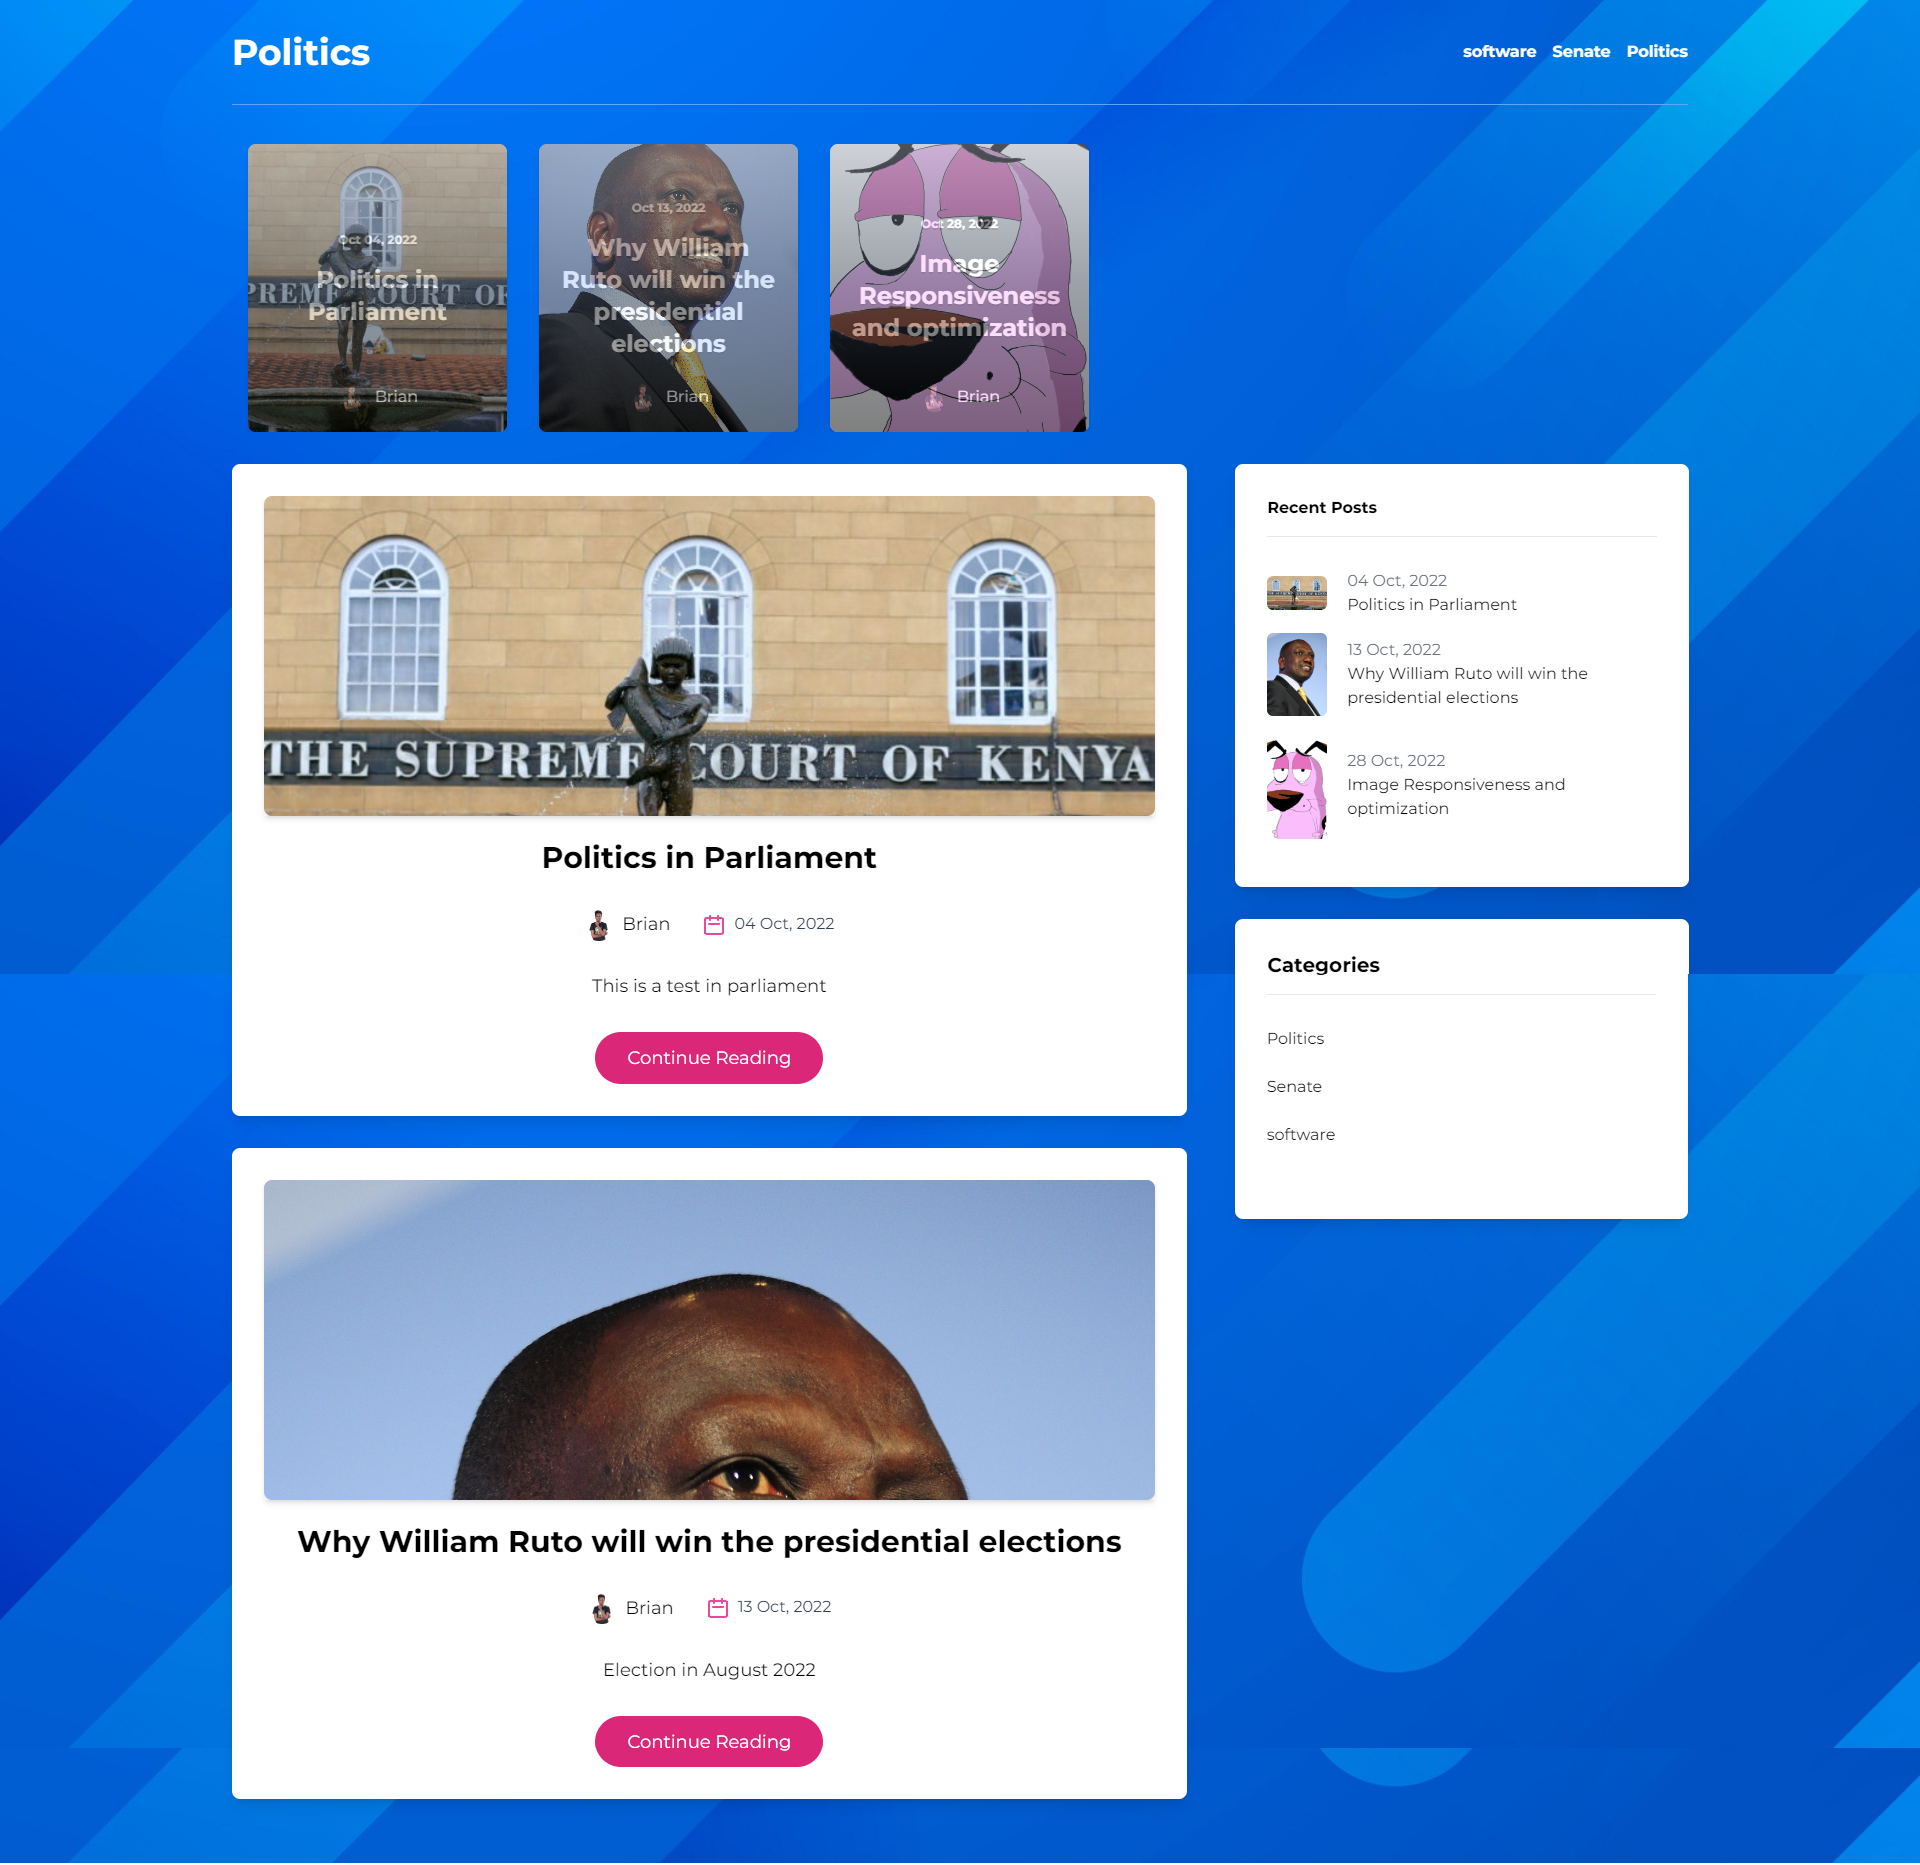 Politics
software Senate Politics
Oct 04, 2022
Politics in
Parliament
PREME COURT OF
Brian
Oct 13, 2022
Why William
Ruto will win the
presidential
elections
Brian
Oct 28, 2022
Image
Responsiveness
and optimization
Brian
THE SUPREME COURT OF KENYA
Politics in Parliament
Brian 04 Oct, 2022
This is a test in parliament
Continue Reading
Why William Ruto will win the presidential elections
Brian 13 Oct, 2022
Election in August 2022
Continue Reading
Recent Posts
04 Oct, 2022
Politics in Parliament
13 Oct, 2022
Why William Ruto will win the
presidential elections
28 Oct, 2022
Image Responsiveness and
optimization
Categories
Politics
Senate
software